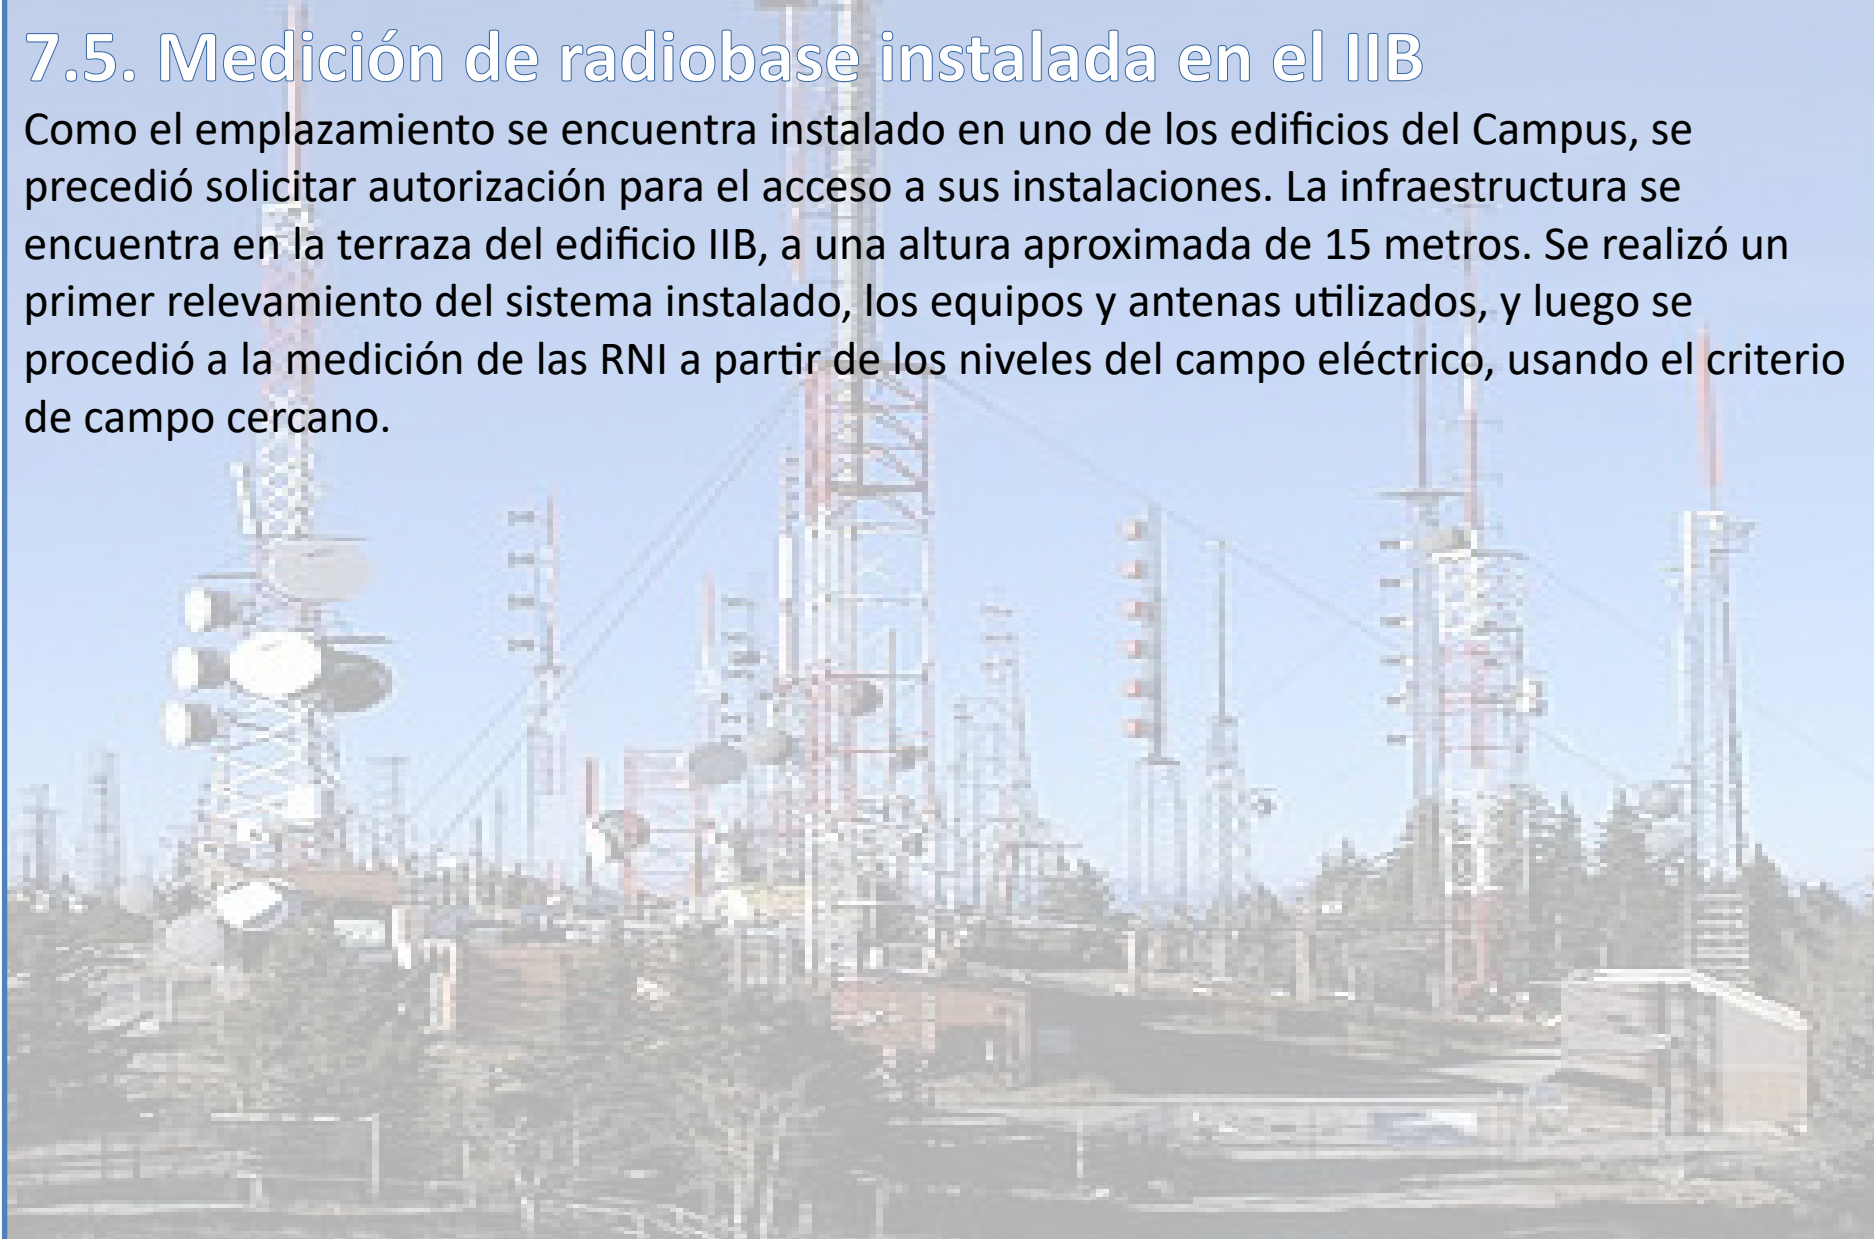 7.5. Medición de radiobase instalada en el IIB
Como el emplazamiento se encuentra instalado en uno de los edificios del Campus, se
precedió solicitar autorización para el acceso a sus instalaciones. La infraestructura se
encuentra en la terraza del edificio IIB, a una altura aproximada de 15 metros. Se realizó un
primer relevamiento del sistema instalado, los equipos y antenas utilizados, y luego se
procedió a la medición de las RNI a partir de los niveles del campo eléctrico, usando el criterio
de campo cercano.